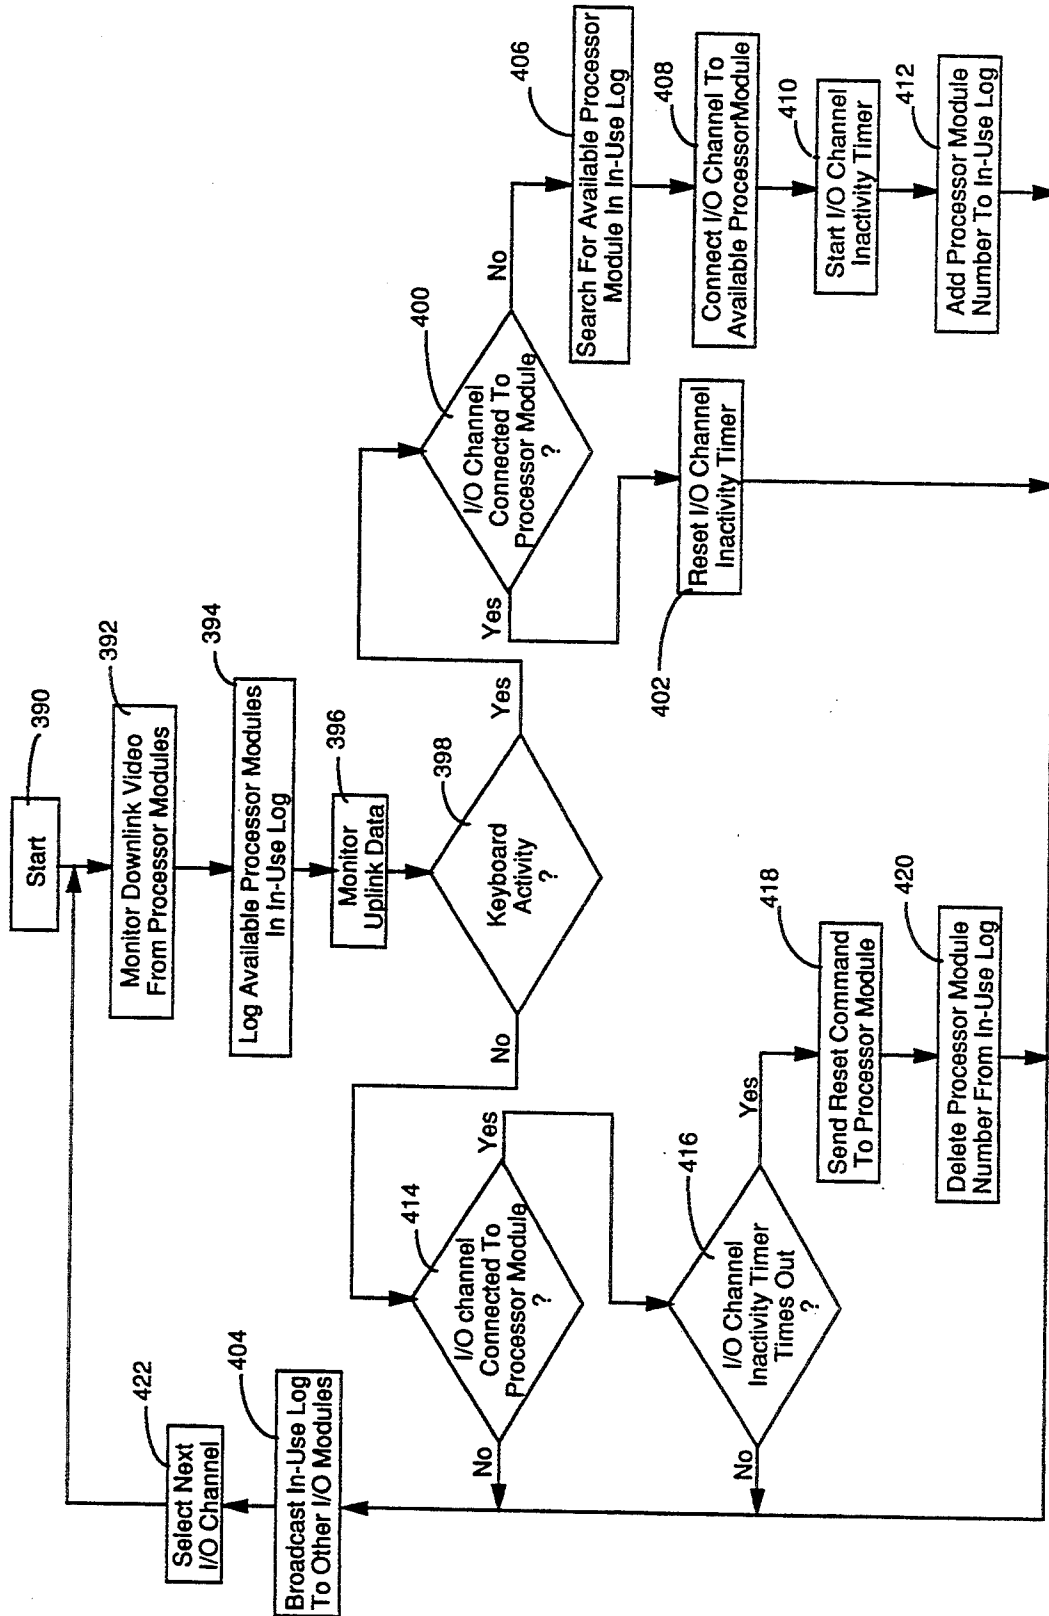 Start
390
Monitor Downlink Video
From Processor Modules
392
Log Available Processor Modules
In In-Use Log
394
Monitor
Uplink Data
396
Keyboard
Activity
?
398
Yes
No
I/O Channel
Connected To
Processor Module
?
400
Yes
No
Reset I/O Channel
Inactivity Timer
402
Search For Available Processor
Module In In-Use Log
406
Connect I/O Channel To
Available ProcessorModule
408
Start I/O Channel
Inactivity Timer
410
Add Processor Module
Number To In-Use Log
412
I/O channel
Connected To
Processor Module
?
414
Yes
No
I/O Channel
Inactivity Timer
Times Out
?
416
Yes
No
Send Reset Command
To Processor Module
418
Delete Processor Module
Number From In-Use Log
420
Broadcast In-Use Log
To Other I/O Modules
404
Select Next
I/O Channel
422